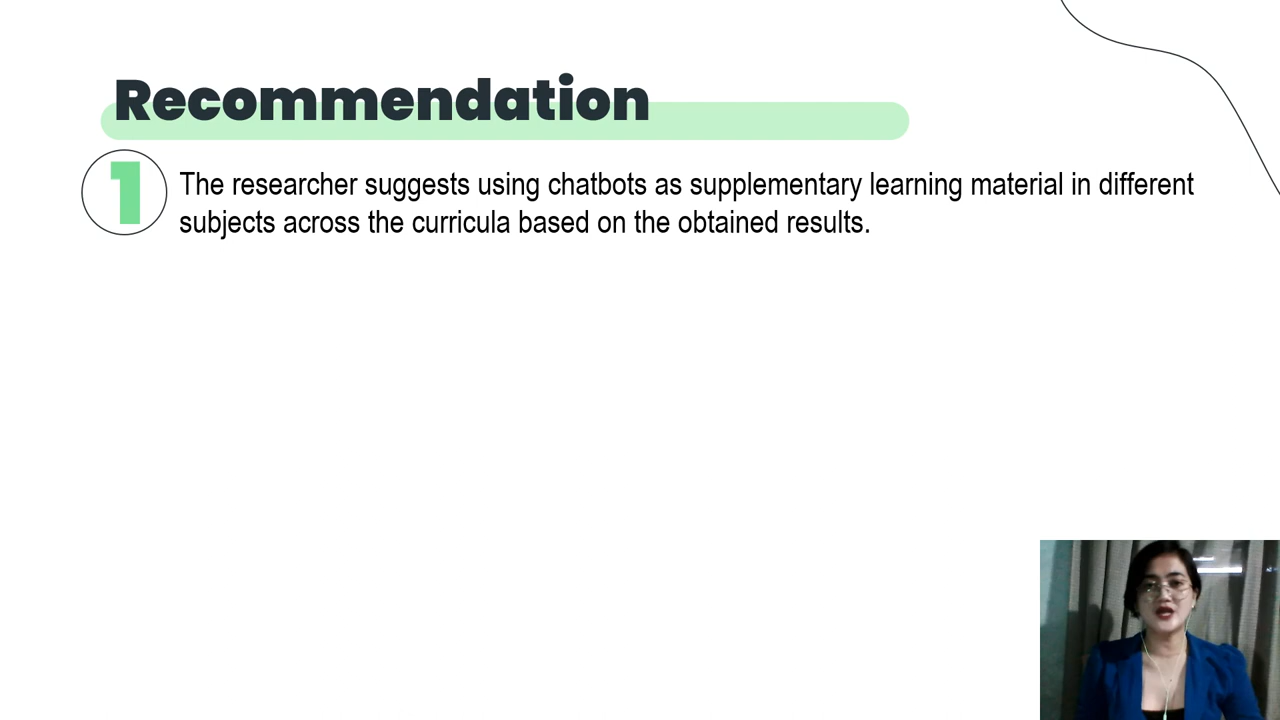 Recommendation
1
The researcher suggests using chatbots as supplementary learning material in different
subjects across the curricula based on the obtained results.